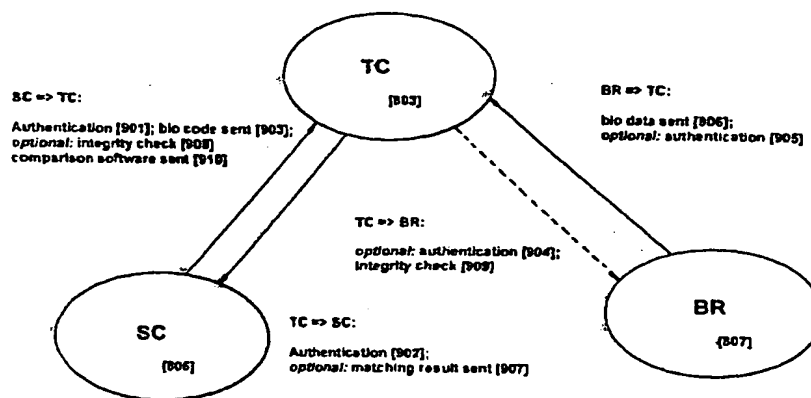 TC
[803]
SC => TC:
Authentication [901]; bio code sent [903];
optional: integrity check [908]
comparison software sent [910]
BR => TC:
bio data sent [906];
optional: authentication [905]
TC => BR:
optional: authentication [904];
integrity check [909]
SC
[806]
TC => SC:
Authentication [902];
optional: matching result sent [907]
BR
[807]